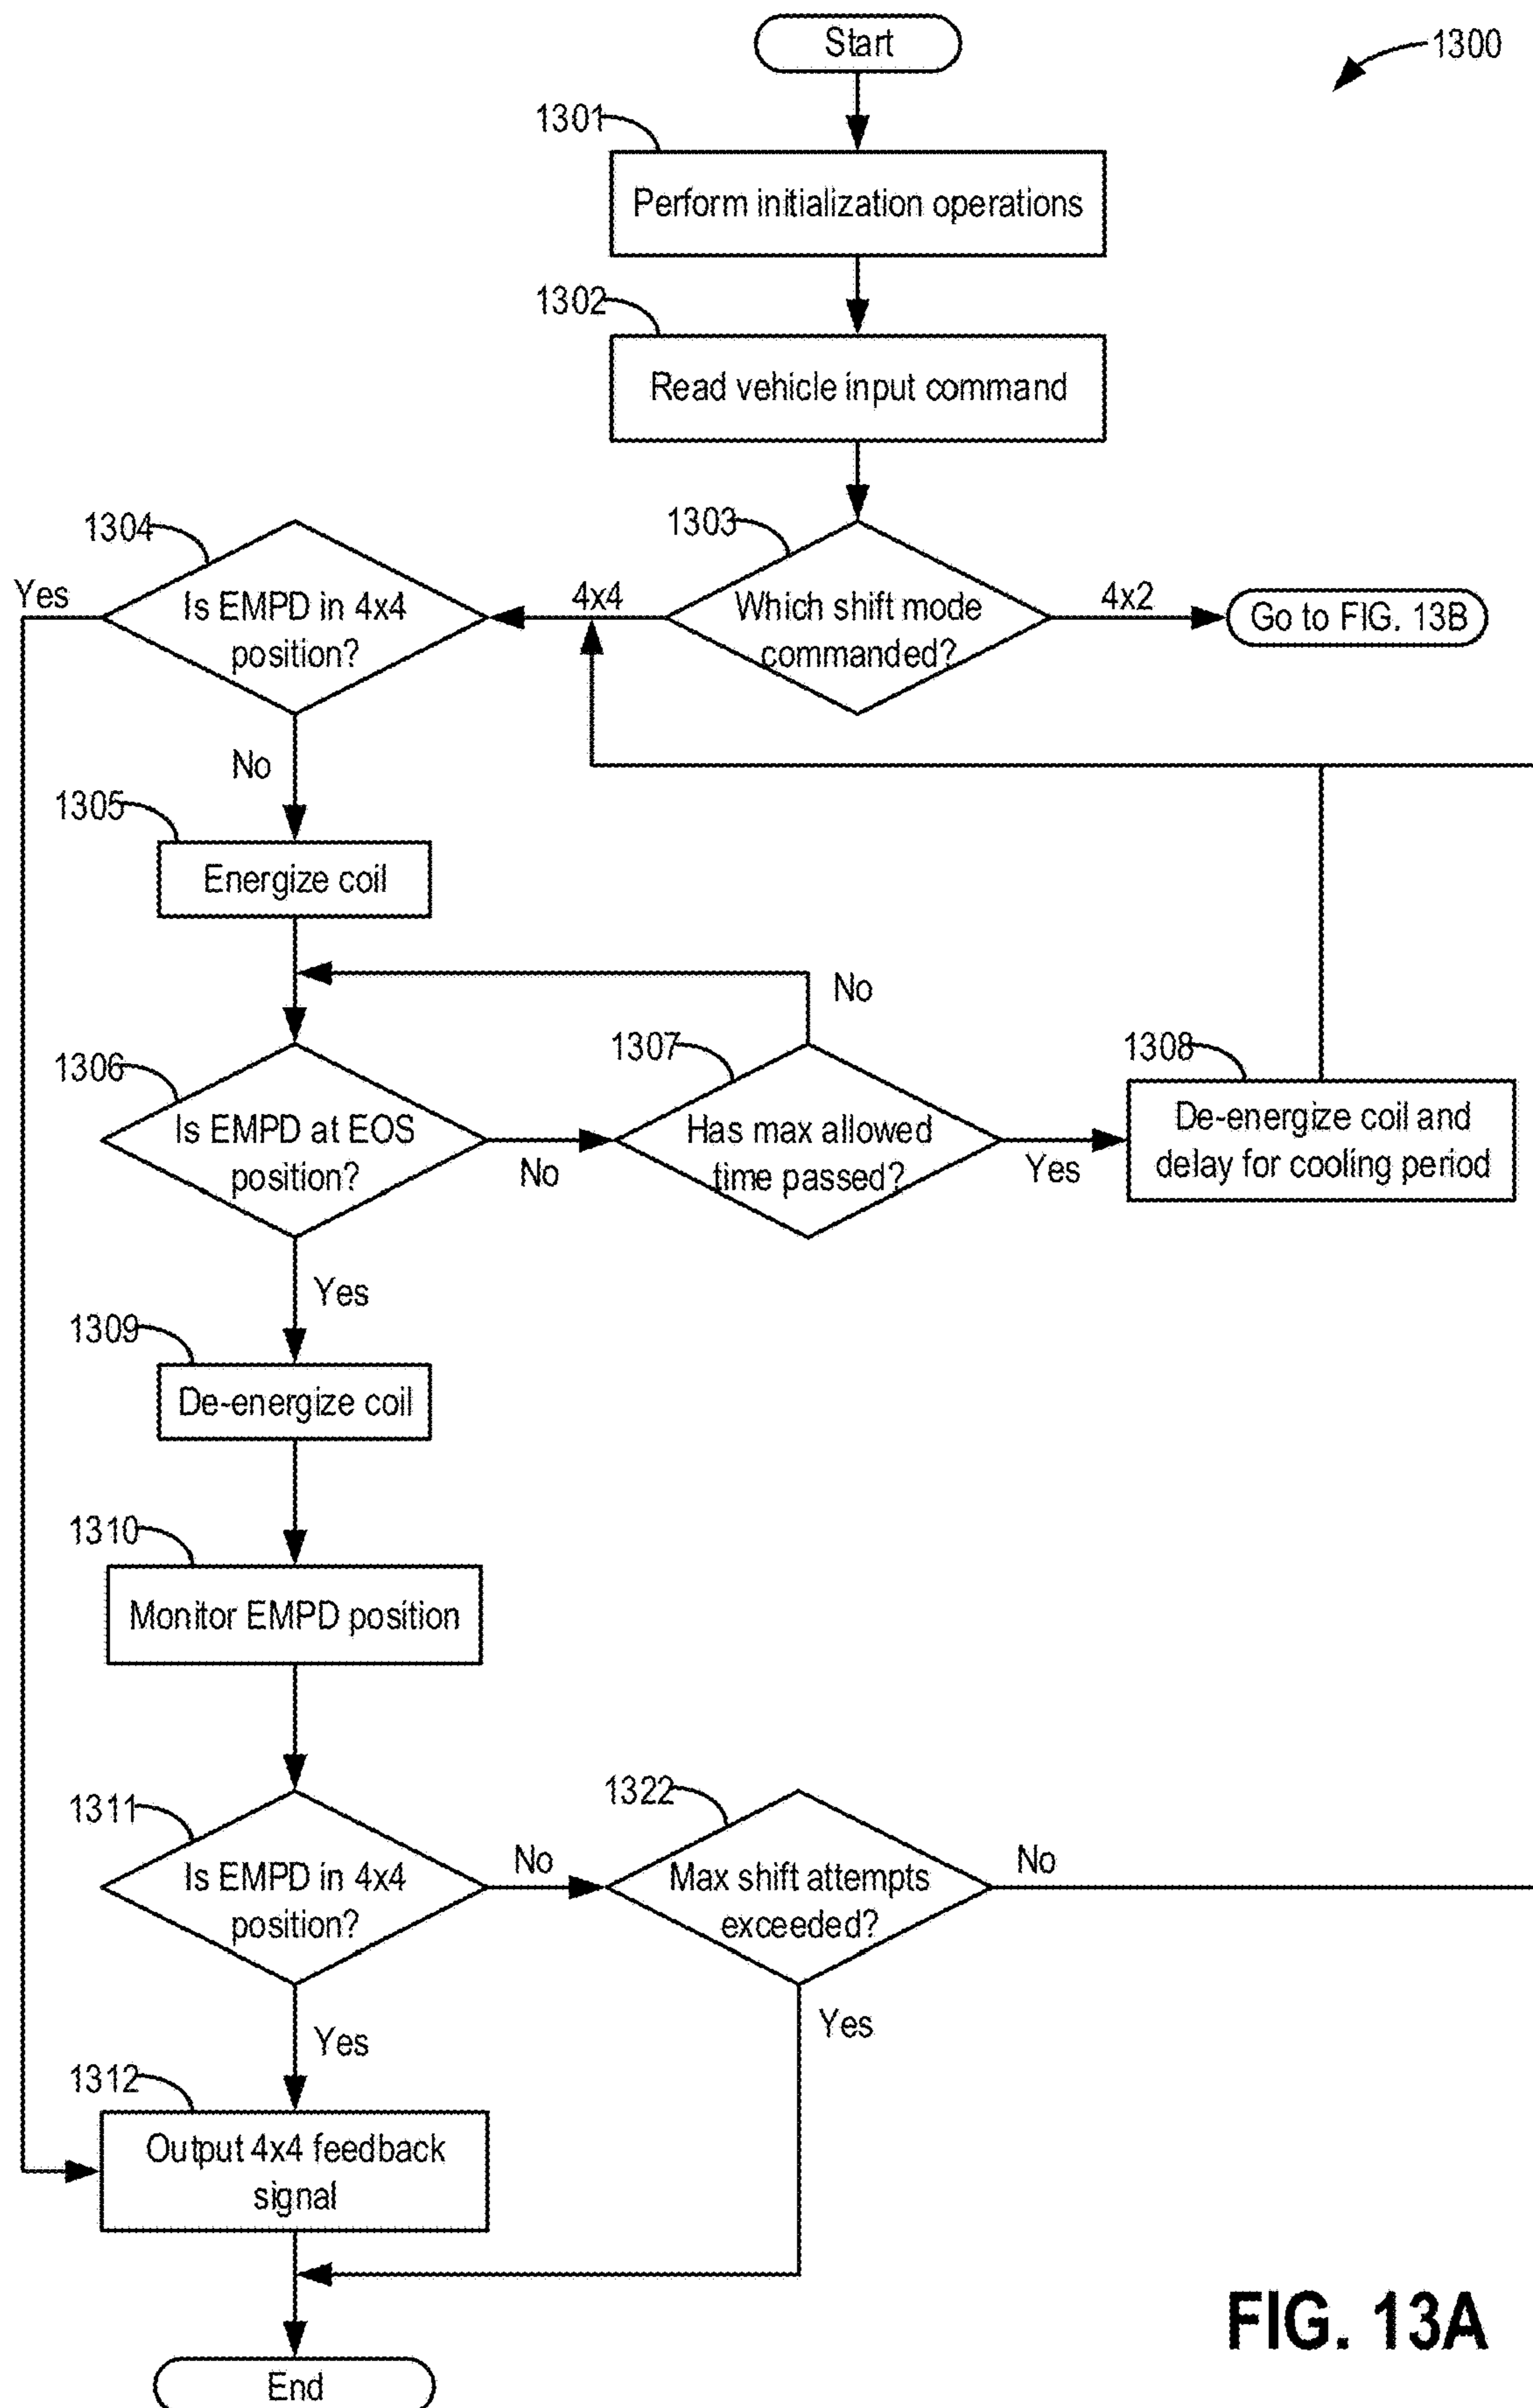 Start
1300
1301
Perform initialization operations
1302
Read vehicle input command
1303
Which shift mode
commanded?
4x4
4x2
Go to FIG. 13B
1304
Is EMPD in 4x4
position?
Yes
No
1305
Energize coil
1306
Is EMPD at EOS
position?
No
1307
Has max allowed
time passed?
No
Yes
1308
De-energize coil and
delay for cooling period
Yes
1309
De-energize coil
1310
Monitor EMPD position
1311
Is EMPD in 4x4
position?
No
1322
Max shift attempts
exceeded?
No
Yes
Yes
1312
Output 4x4 feedback
signal
End
FIG. 13A